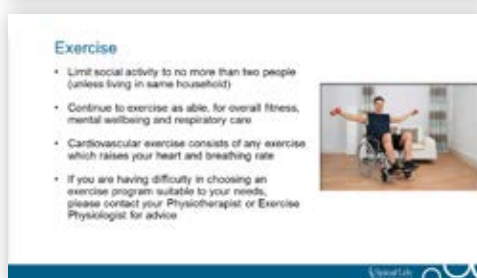 Exercise
• Limit social activity to no more than two people
(unless living in same household)
• Continue to exercise as able, for overall fitness,
mental wellbeing and respiratory care
• Cardiovascular exercise consists of any exercise
which raises your heart and breathing rate
• If you are having difficulty in choosing an
exercise program suitable to your needs,
please contact your Physiotherapist or Exercise
Physiologist for advice
Spinal Life